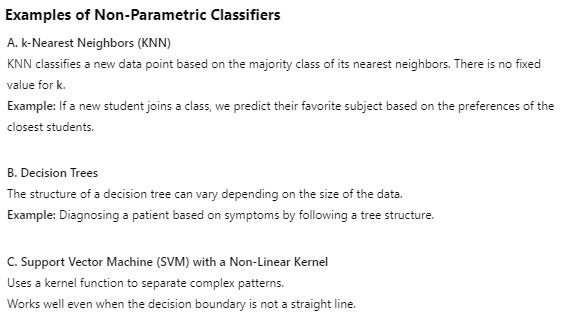 Examples of Non-Parametric Classifiers
A. k-Nearest Neighbors (KNN)
KNN classifies a new data point based on the majority class of its nearest neighbors. There is no fixed
value for k.
Example: If a new student joins a class, we predict their favorite subject based on the preferences of the
closest students.
B. Decision Trees
The structure of a decision tree can vary depending on the size of the data.
Example: Diagnosing a patient based on symptoms by following a tree structure.
C. Support Vector Machine (SVM) with a Non-Linear Kernel
Uses a kernel function to separate complex patterns.
Works well even when the decision boundary is not a straight line.